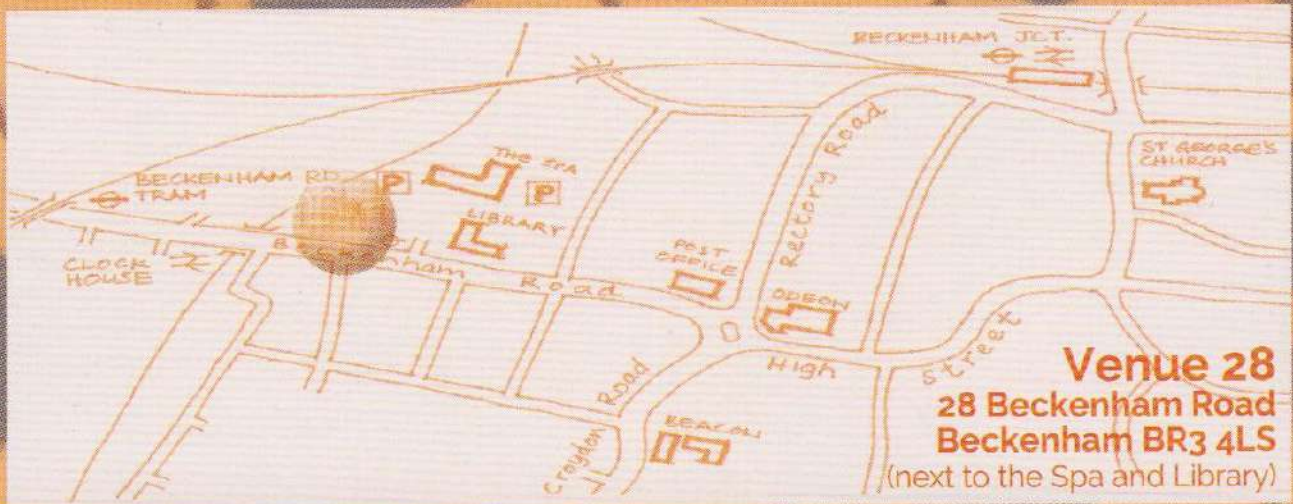 BECKENHAM JCT.
THE SPA
ST GEORGE'S
CHURCH
BECKENHAM RD.
TRAM
P
P
LIBRARY
CLOCK
HOUSE
Beckenham Road
POST
OFFICE
Rectory Road
ODEON
High Street
Croydon Road
BEACON
Venue 28
28 Beckenham Road
Beckenham BR3 4LS
(next to the Spa and Library)